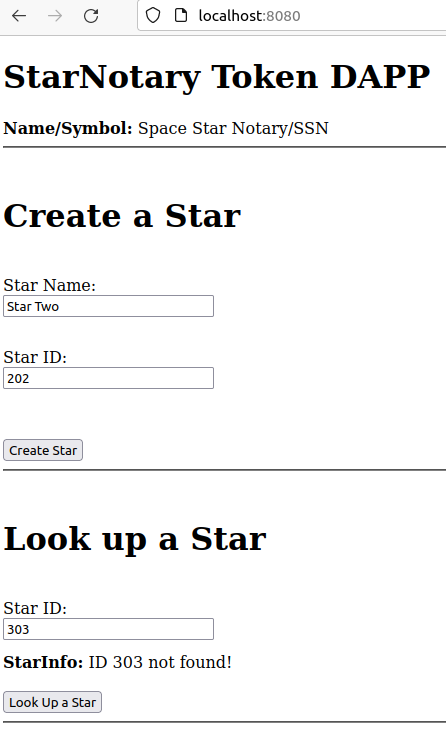 localhost:8080
StarNotary Token DAPP
Name/Symbol: Space Star Notary/SSN
Create a Star
Star Name:
Star Two
Star ID:
202
Create Star
Look up a Star
Star ID:
303
StarInfo: ID 303 not found!
Look Up a Star